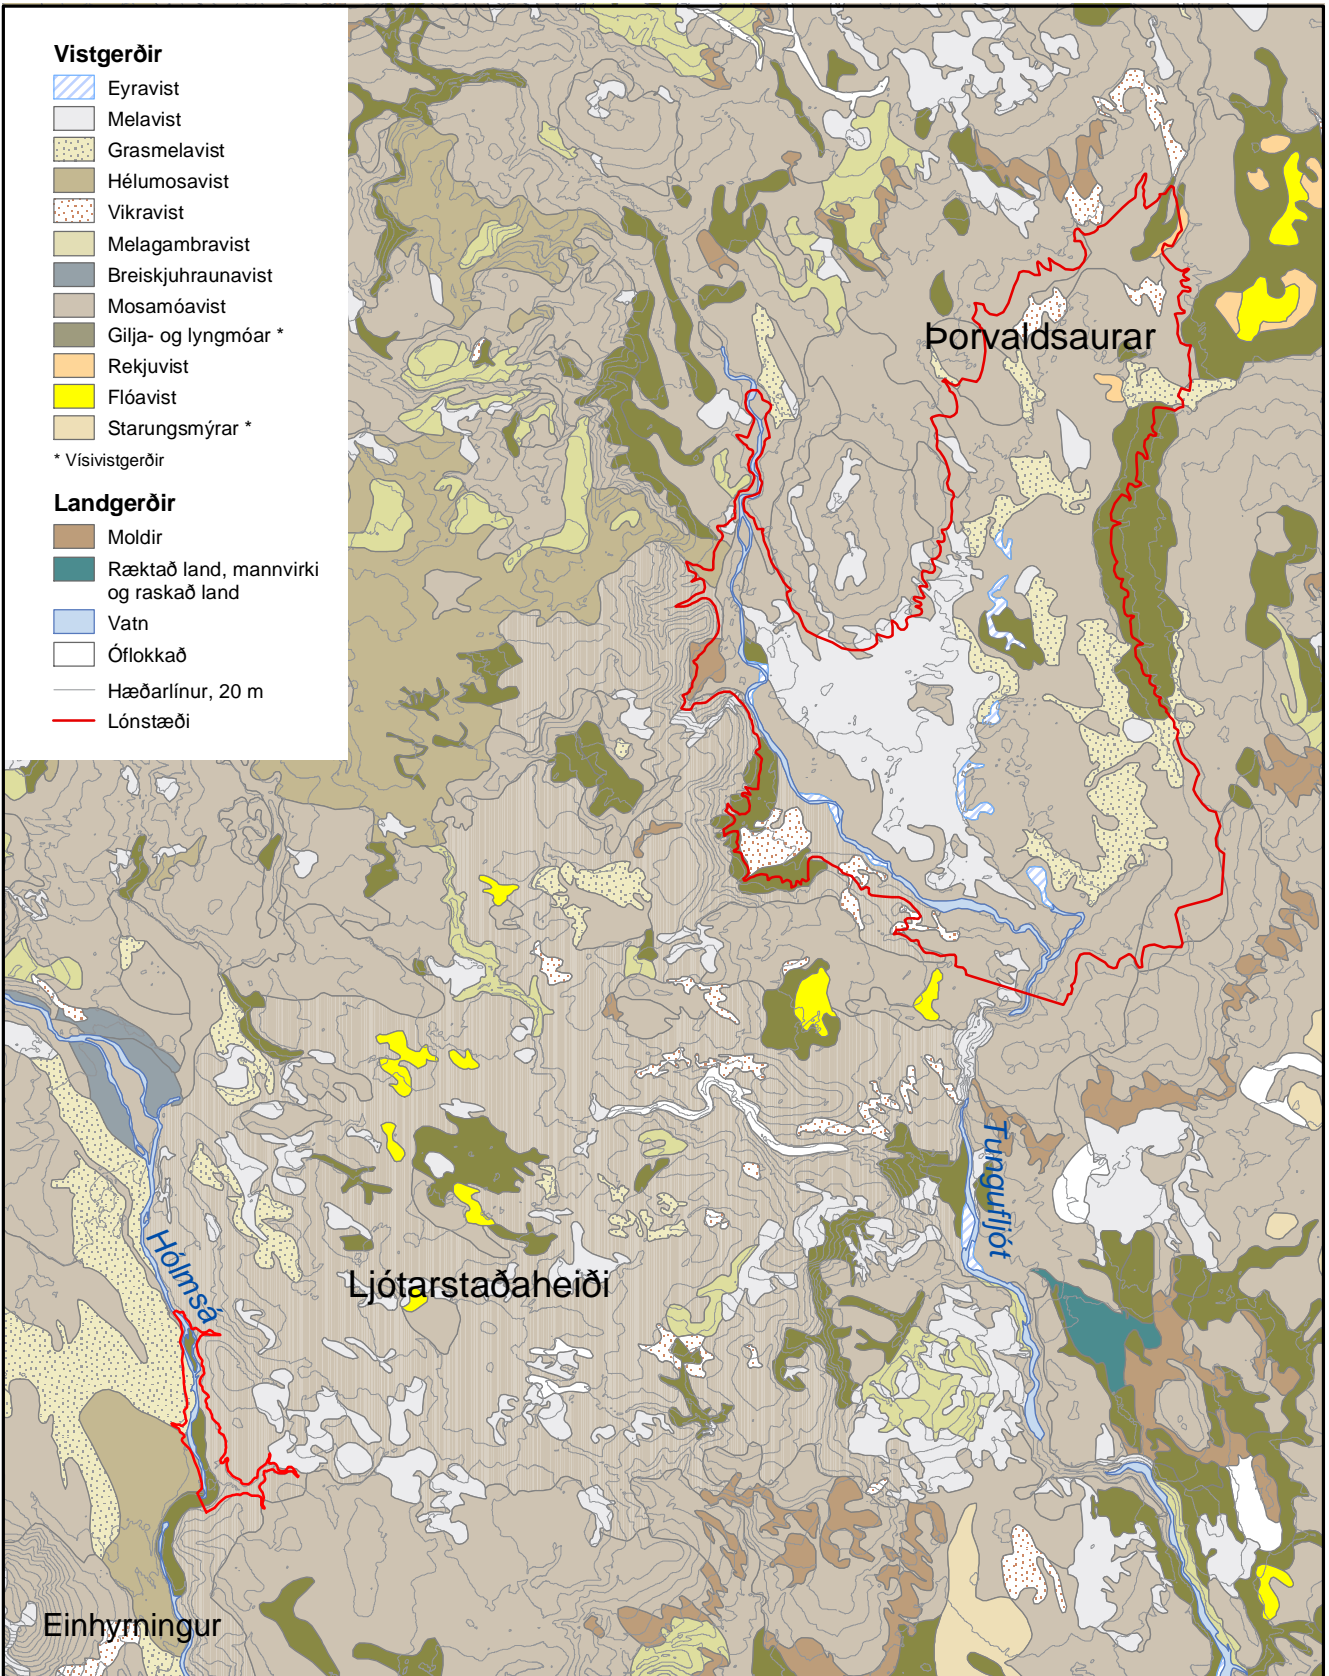 Vistgerðir
Eyravist
Melavist
Grasmelavist
Hélumosavist
Vikravist
Melagambravist
Breiskjuhraunavist
Mosamóavist
Gilja- og lyngmóar *
Rekjuvist
Flóavist
Starungsmýrar *
* Vísivistgerðir
Landgerðir
Moldir
Ræktað land, mannvirki
og raskað land
Vatn
Óflokkað
Hæðarlínur, 20 m
Lónstæði
Þorvaldsaurar
Tungufljót
Hólmsá
Ljótarstaðaheiði
Einhyrningur